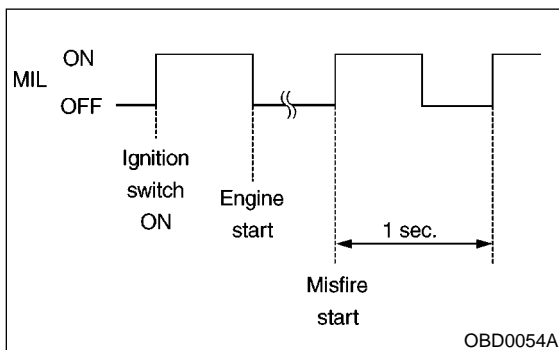 ON
MIL
OFF
Ignition
switch
ON
Engine
start
1 sec.
Misfire
start
OBD0054A